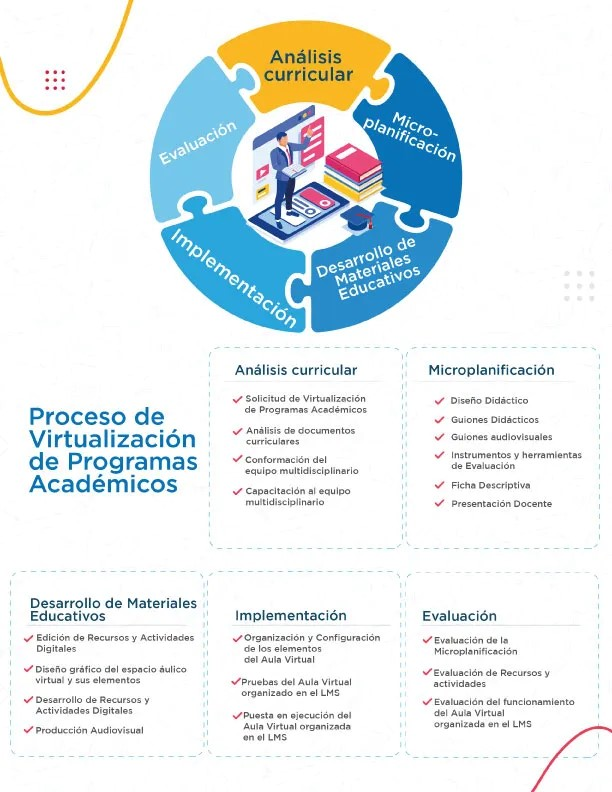 Análisis
curricular
Micro-
planificación
Desarrollo de
Materiales
Educativos
Implementación
Evaluación
Proceso de
Virtualización
de Programas
Académicos
Análisis curricular
Solicitud de Virtualización
de Programas Académicos
Análisis de documentos
curriculares
Conformación del
equipo multidisciplinario
Capacitación al equipo
multidisciplinario
Microplanificación
Diseño Didáctico
Guiones Didácticos
Guiones audiovisuales
Instrumentos y herramientas
de Evaluación
Ficha Descriptiva
Presentación Docente
Desarrollo de Materiales
Educativos
Edición de Recursos y Actividades
Digitales
Diseño gráfico del espacio áulico
virtual y sus elementos
Desarrollo de Recursos y
Actividades Digitales
Producción Audiovisual
Implementación
Organización y Configuración
de los elementos
del Aula Virtual
Pruebas del Aula Virtual
organizado en el LMS
Puesta en ejecución del
Aula Virtual organizada
en el LMS
Evaluación
Evaluación de la
Microplanificación
Evaluación de Recursos y
actividades
Evaluación del funcionamiento
del Aula Virtual
organizada en el LMS